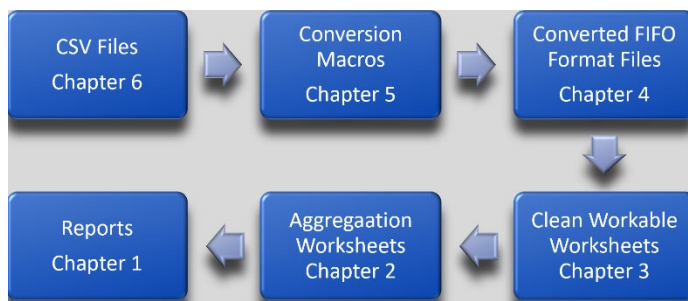 CSV Files
Chapter 6
Conversion
Macros
Chapter 5
Converted FIFO
Format Files
Chapter 4
Reports
Chapter 1
Aggregaation
Worksheets
Chapter 2
Clean Workable
Worksheets
Chapter 3